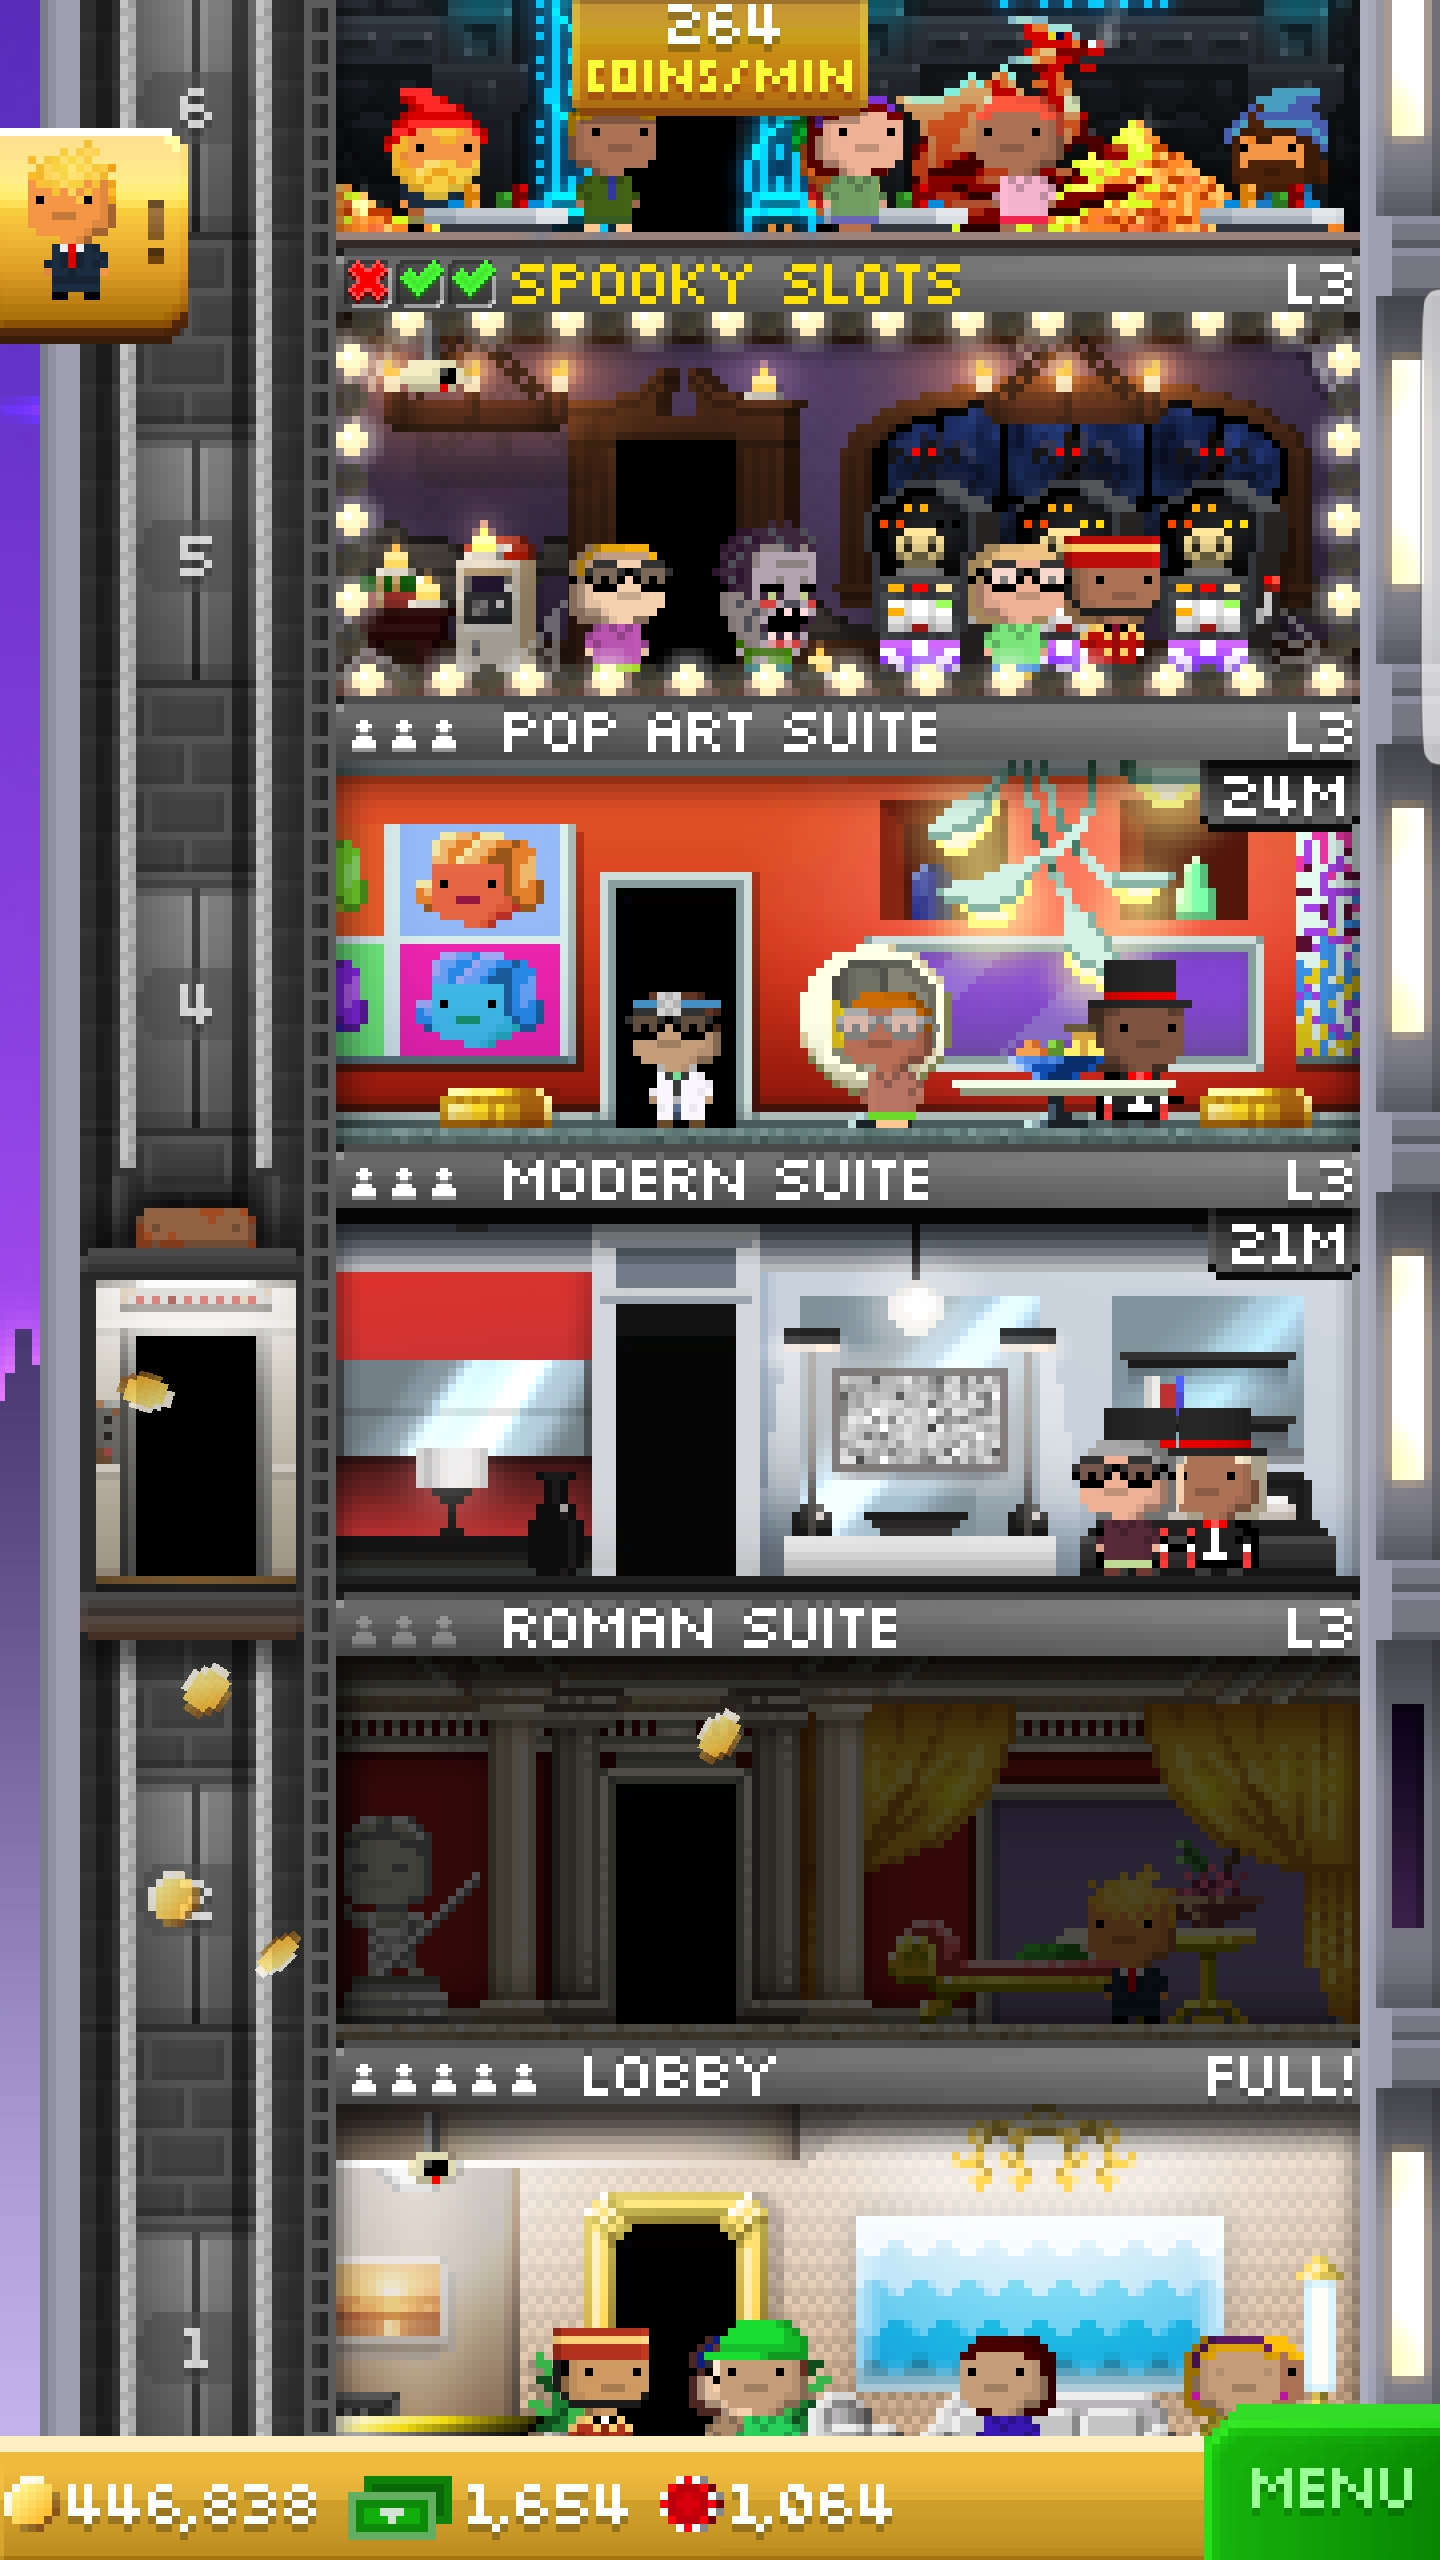 264
COINS/MIN
6
!
SPOOKY SLOTS L3
5
POP ART SUITE L3
24M
4
MODERN SUITE L3
21M
ROMAN SUITE L3
2
LOBBY FULL!
1
446,838 1,654 1,064
MENU